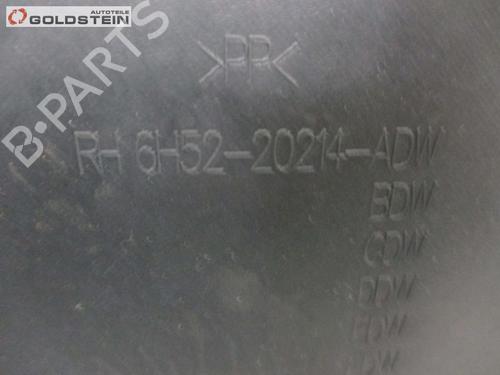 AUTOTEILE
GOLDSTEIN
B-PARTS
>PP<
RH 6H52-20214-ADW
BDW
CDW
DDW
EDW